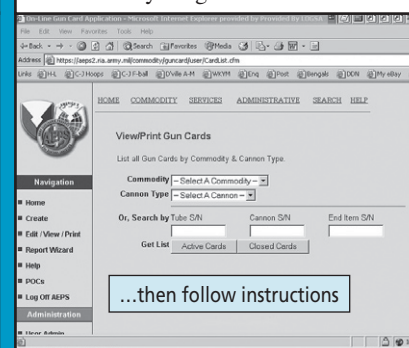 On-Line Gun Card Application - Microsoft Internet Explorer provided by Provided By LOGSA
File Edit View Favorites Tools Help
Back Search Favorites Media
Address https://aeps2.ria.army.mil/commodity/guncard/user/CardList.cfm
Links H-L C-J Hoops C-J F-ball D'ville A-M WKYM Enq Post Bengals DDN My eBay
HOME COMMODITY SERVICES ADMINISTRATIVE SEARCH HELP
AEPS
View/Print Gun Cards
List all Gun Cards by Commodity & Cannon Type.
Navigation
Commodity – Select A Commodity –
Cannon Type – Select A Cannon –
Home
Create
Or, Search by Tube S/N Cannon S/N End Item S/N
Edit / View / Print
Report Wizard
Get List Active Cards Closed Cards
Help
POCs
Log Off AEPS
...then follow instructions
Administration
User Admin